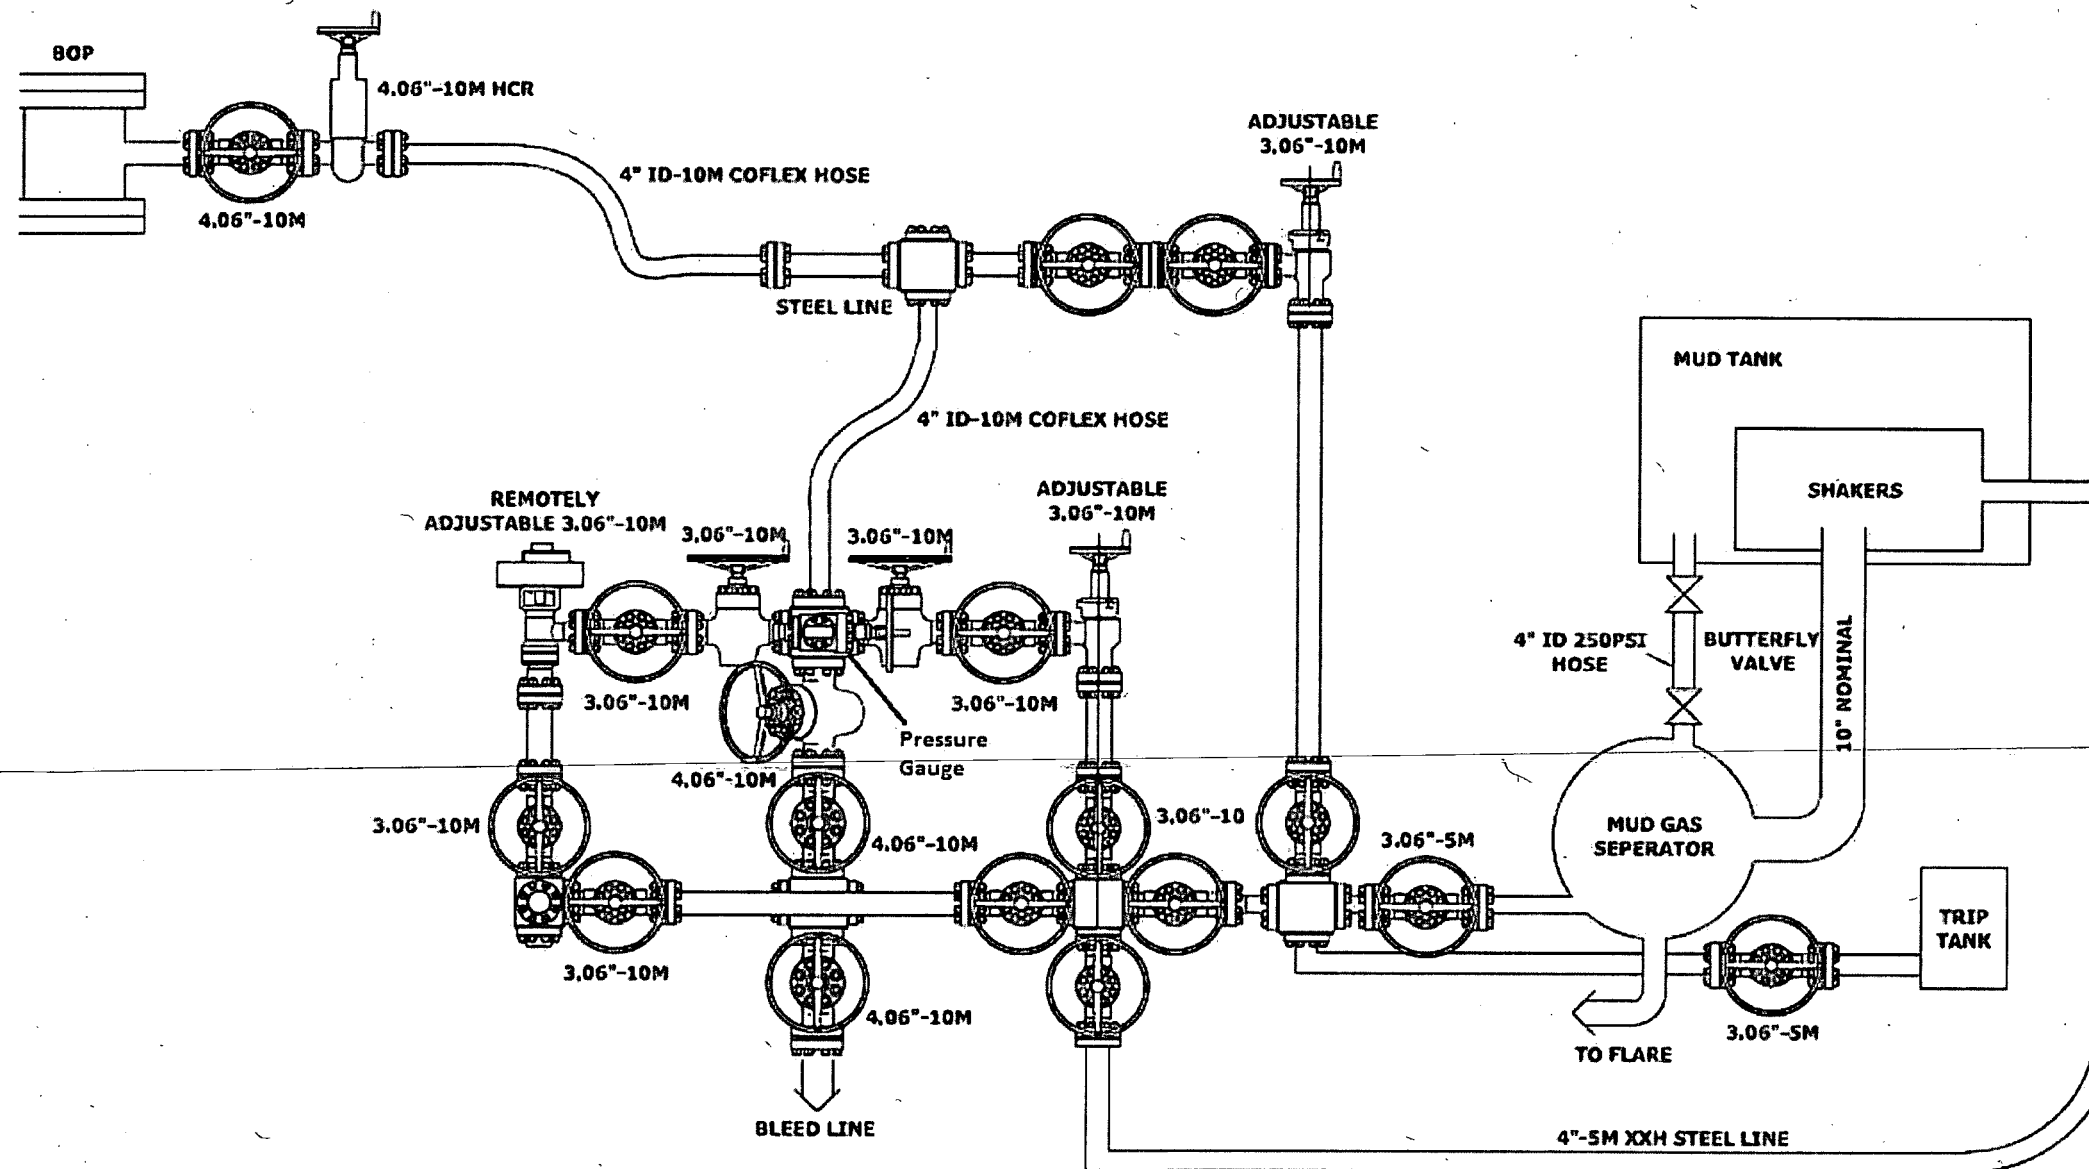 BOP
4.06"-10M HCR
4.06"-10M
4" ID-10M COFLEX HOSE
ADJUSTABLE
3.06"-10M
STEEL LINE
MUD TANK
SHAKERS
4" ID-10M COFLEX HOSE
REMOTELY
ADJUSTABLE 3.06"-10M
3.06"-10M
3.06"-10M
ADJUSTABLE
3.06"-10M
4" ID 250PSI
HOSE
BUTTERFLY
VALVE
10" NOMINAL
3.06"-10M
3.06"-10M
Pressure
Gauge
4.06"-10M
3.06"-10M
4.06"-10M
3.06"-10
3.06"-5M
MUD GAS
SEPERATOR
TRIP
TANK
3.06"-10M
4.06"-10M
3.06"-5M
TO FLARE
BLEED LINE
4"-5M XXH STEEL LINE